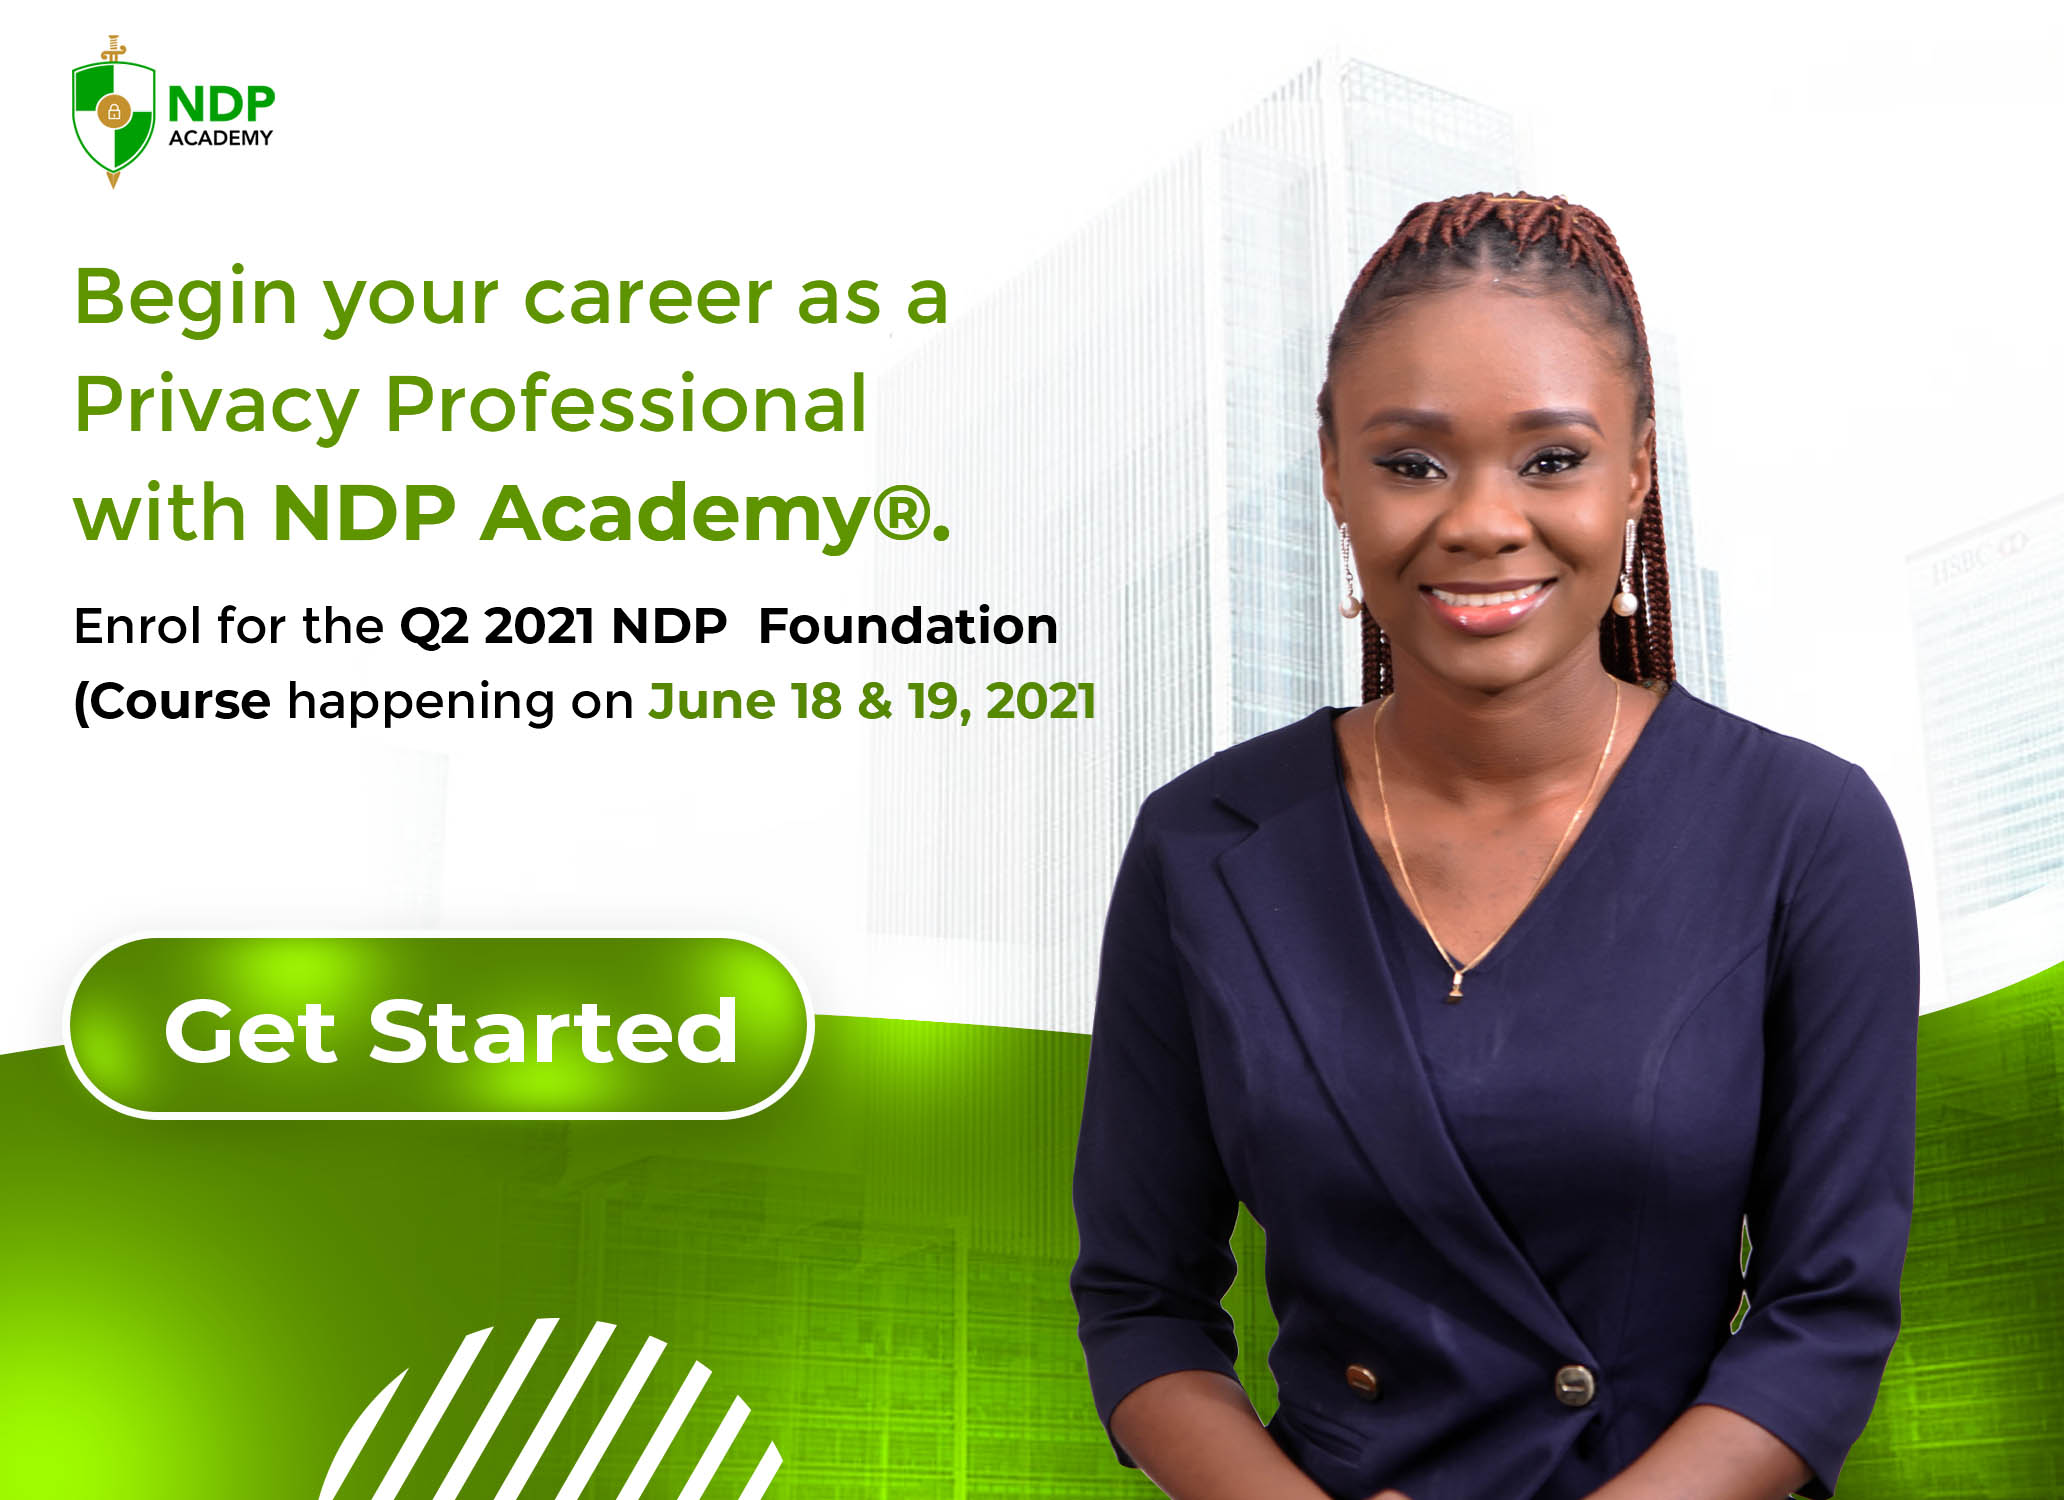 NDP
ACADEMY
Begin your career as a
Privacy Professional
with NDP Academy®.
Enrol for the Q2 2021 NDP Foundation
(Course happening on June 18 & 19, 2021
HSBC
Get Started